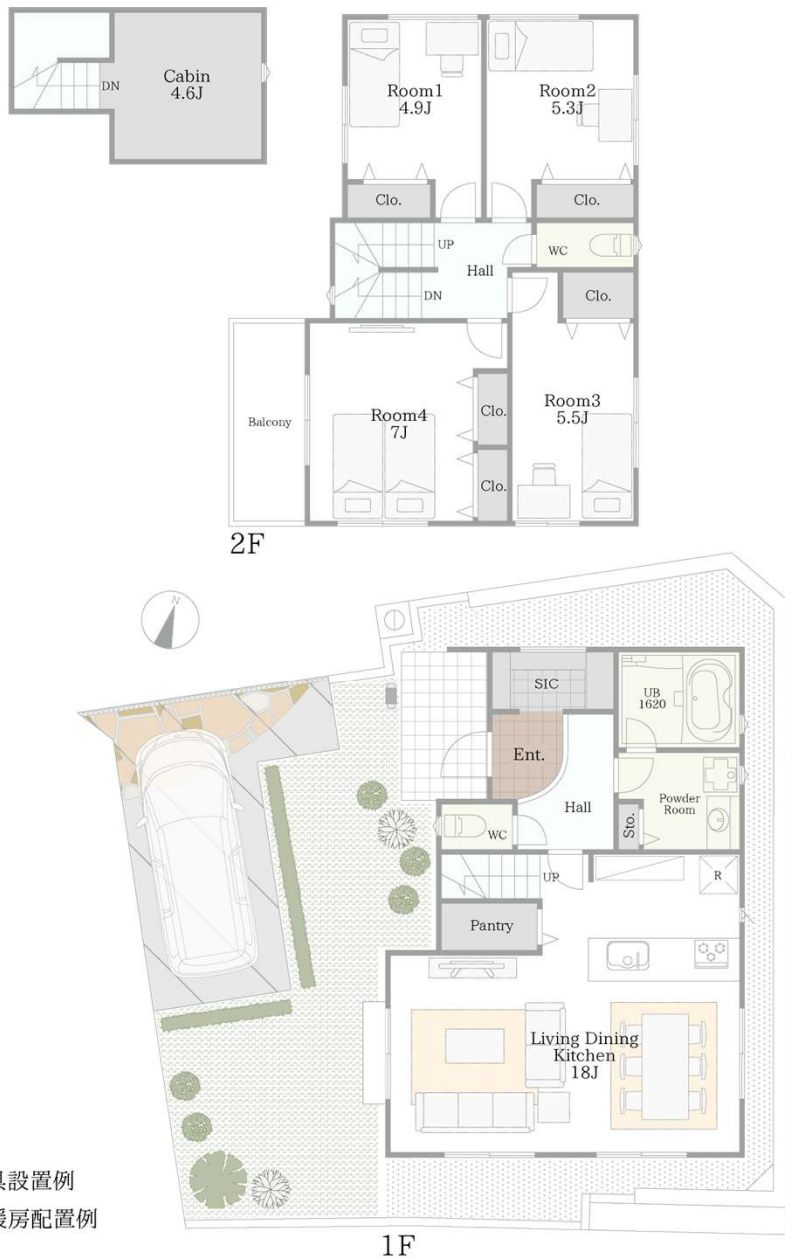 Cabin
4.6J
DN
Room1
4.9J
Room2
5.3J
Clo.
Clo.
UP
Hall
WC
DN
Clo.
Balcony
Room4
7J
Clo.
Clo.
Room3
5.5J
2F
N
SIC
UB
1620
Ent.
Hall
Powder
Room
Sto.
WC
UP
R
Pantry
Living Dining
Kitchen
18J
設置例
房配置例
1F